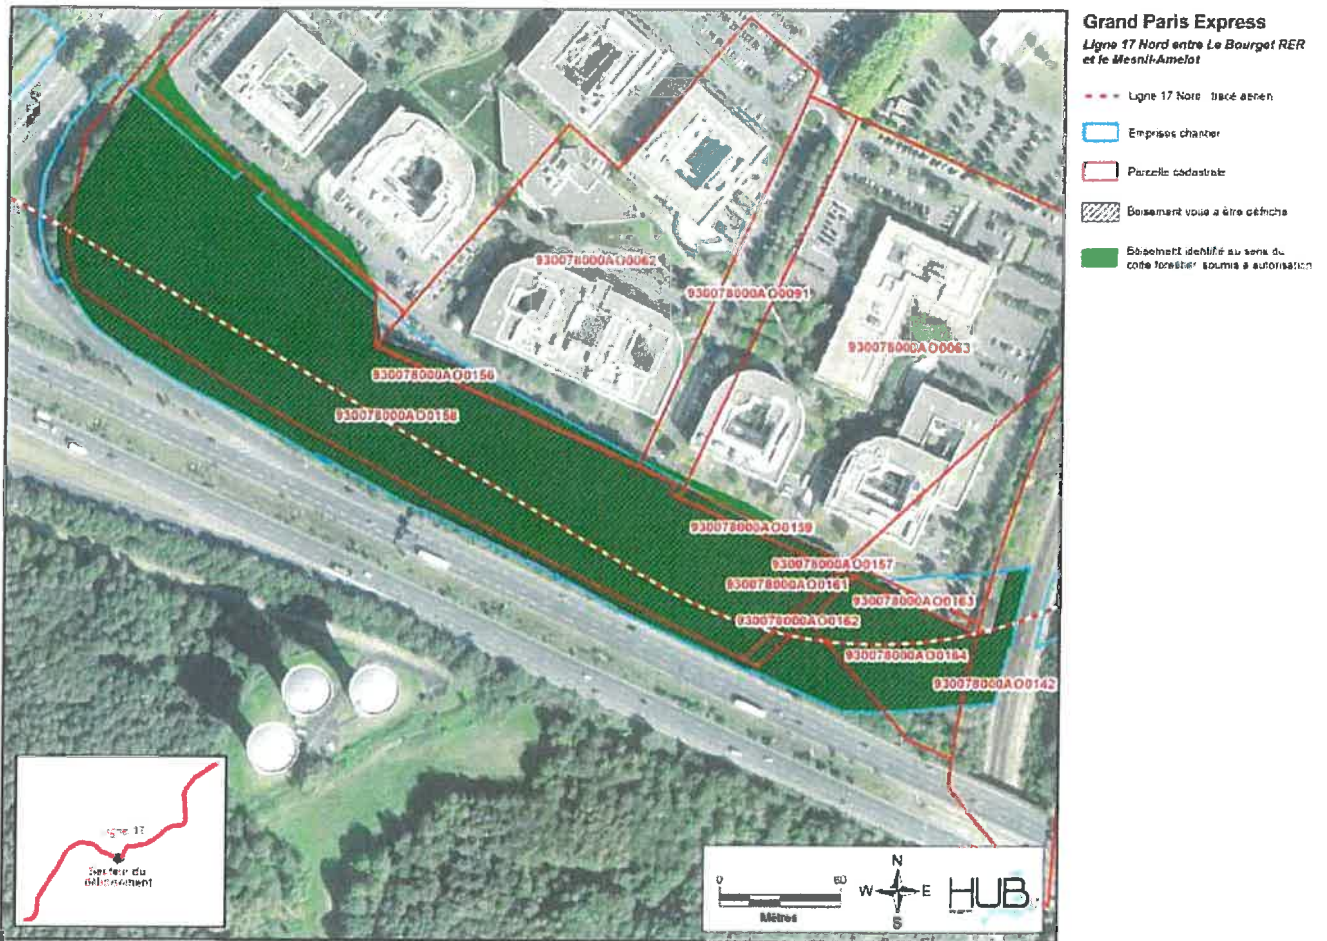 Grand Paris Express
Ligne 17 Nord entre Le Bourget RER
et le Mesnil-Amelot
Ligne 17 Nord : tracé aérien
Emprises chantier
Parcelle cadastrale
Boisement voué à être défriché
Boisement identifié au sens du
code forestier soumis à autorisation
930078000AO0062
930078000AO0091
930078000AO0063
930078000AO0156
930078000AO0158
930078000AO0159
930078000AO0157
930078000AO0161
930078000AO0163
930078000AO0162
930078000AO0164
930078000AO0142
Ligne 17
Secteur du
défrichement
0 60
Mètres
N
W E
S
HUB